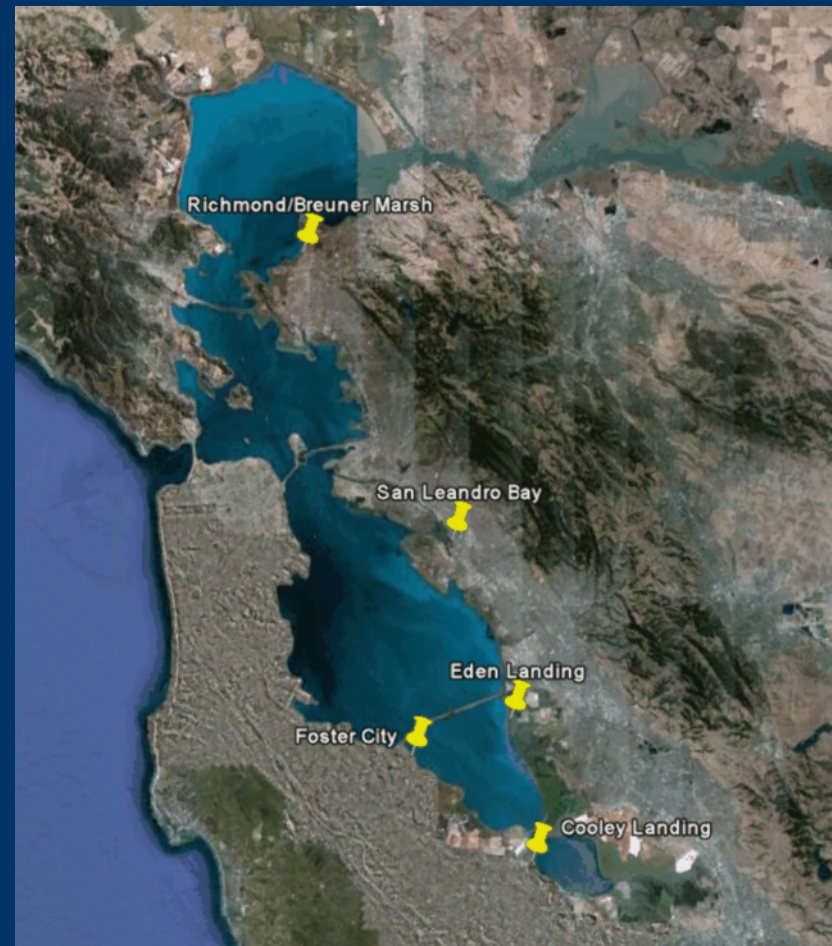 Richmond/Breuner Marsh
San Leandro Bay
Eden Landing
Foster City
Cooley Landing